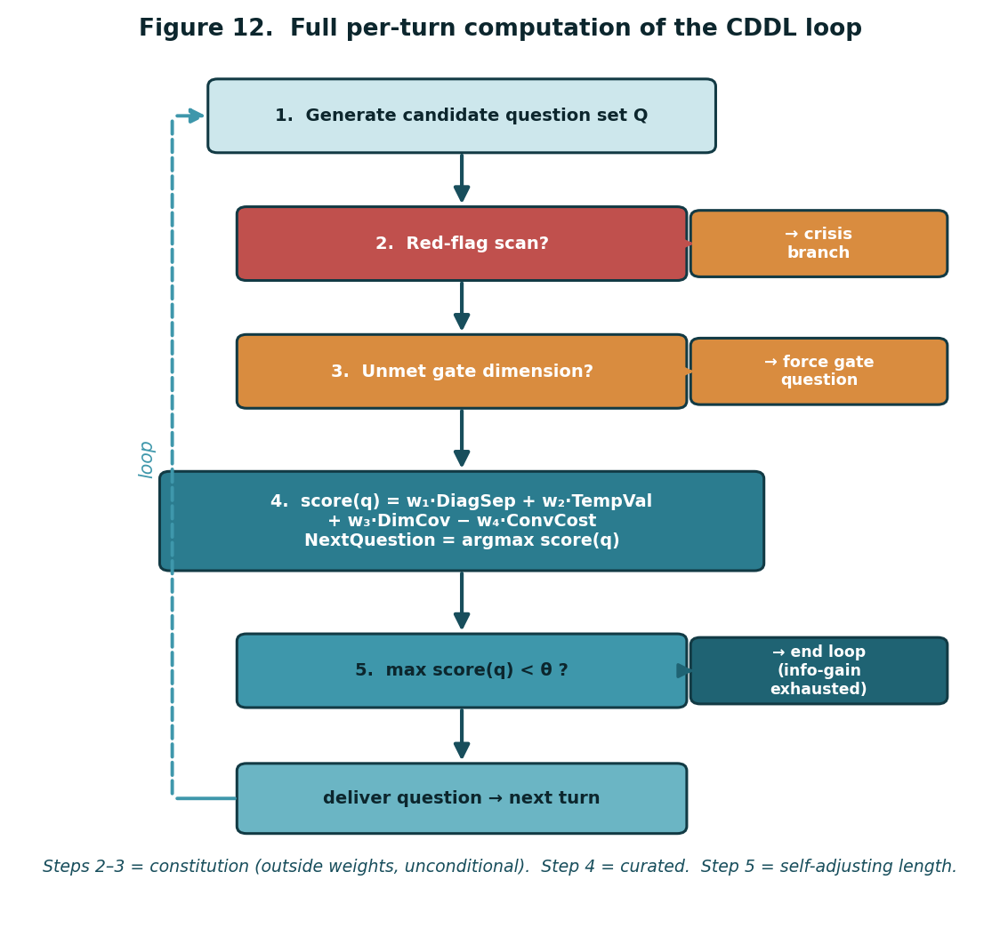 Figure 12.  Full per-turn computation of the CDDL loop
1.  Generate candidate question set Q
2.  Red-flag scan?
→ crisis
branch
3.  Unmet gate dimension?
→ force gate
question
loop
4.  score(q) = w₁·DiagSep + w₂·TempVal
+ w₃·DimCov − w₄·ConvCost
NextQuestion = argmax score(q)
5.  max score(q) < θ ?
→ end loop
(info-gain
exhausted)
deliver question → next turn
Steps 2–3 = constitution (outside weights, unconditional).  Step 4 = curated.  Step 5 = self-adjusting length.